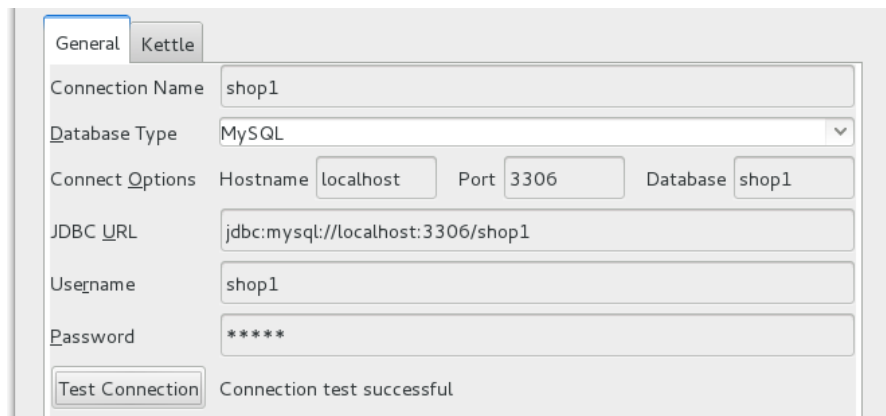 General Kettle
Connection Name shop1
Database Type MySQL
Connect Options Hostname localhost Port 3306 Database shop1
JDBC URL jdbc:mysql://localhost:3306/shop1
Username shop1
Password *****
Test Connection Connection test successful